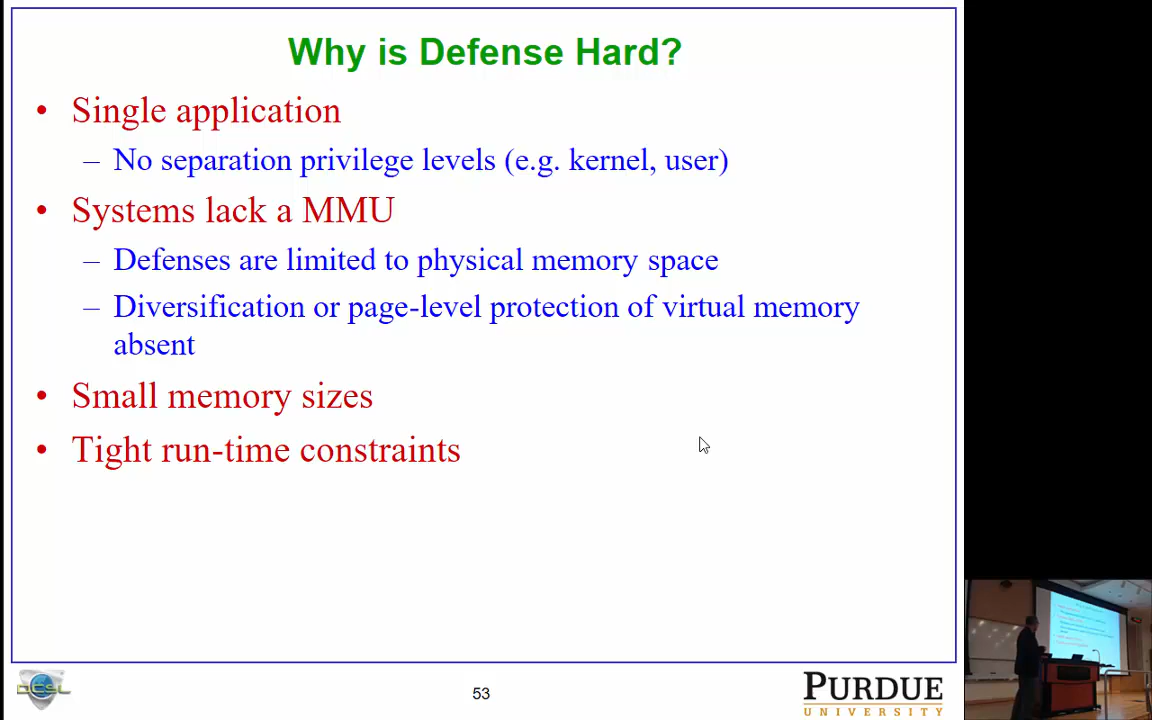 Why is Defense Hard?
• Single application
– No separation privilege levels (e.g. kernel, user)
• Systems lack a MMU
– Defenses are limited to physical memory space
– Diversification or page-level protection of virtual memory
absent
• Small memory sizes
• Tight run-time constraints
DCSL
53
PURDUE
UNIVERSITY